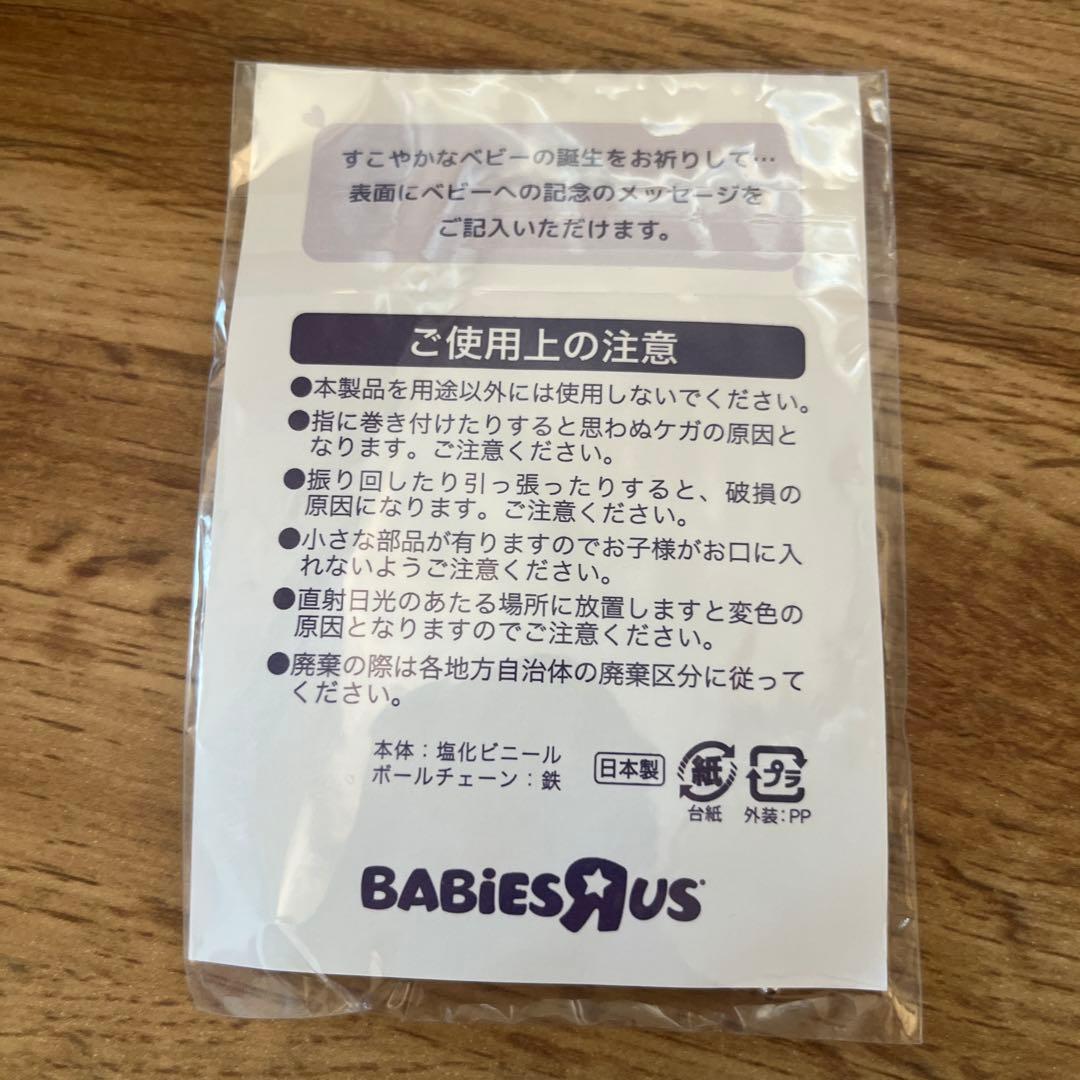 すこやかなベビーの誕生をお祈りして…
表面にベビーへの記念のメッセージを
ご記入いただけます。
ご使用上の注意
●本製品を用途以外には使用しないでください。
●指に巻き付けたりすると思わぬケガの原因と
なります。ご注意ください。
●振り回したり引っ張ったりすると、破損の
原因になります。ご注意ください。
●小さな部品が有りますのでお子様がお口に入
れないようご注意ください。
●直射日光のあたる場所に放置しますと変色の
原因となりますのでご注意ください。
●廃棄の際は各地方自治体の廃棄区分に従って
ください。
本体：塩化ビニール
ボールチェーン：鉄
日本製
紙
台紙
プラ
外装：PP
BABiESRUS